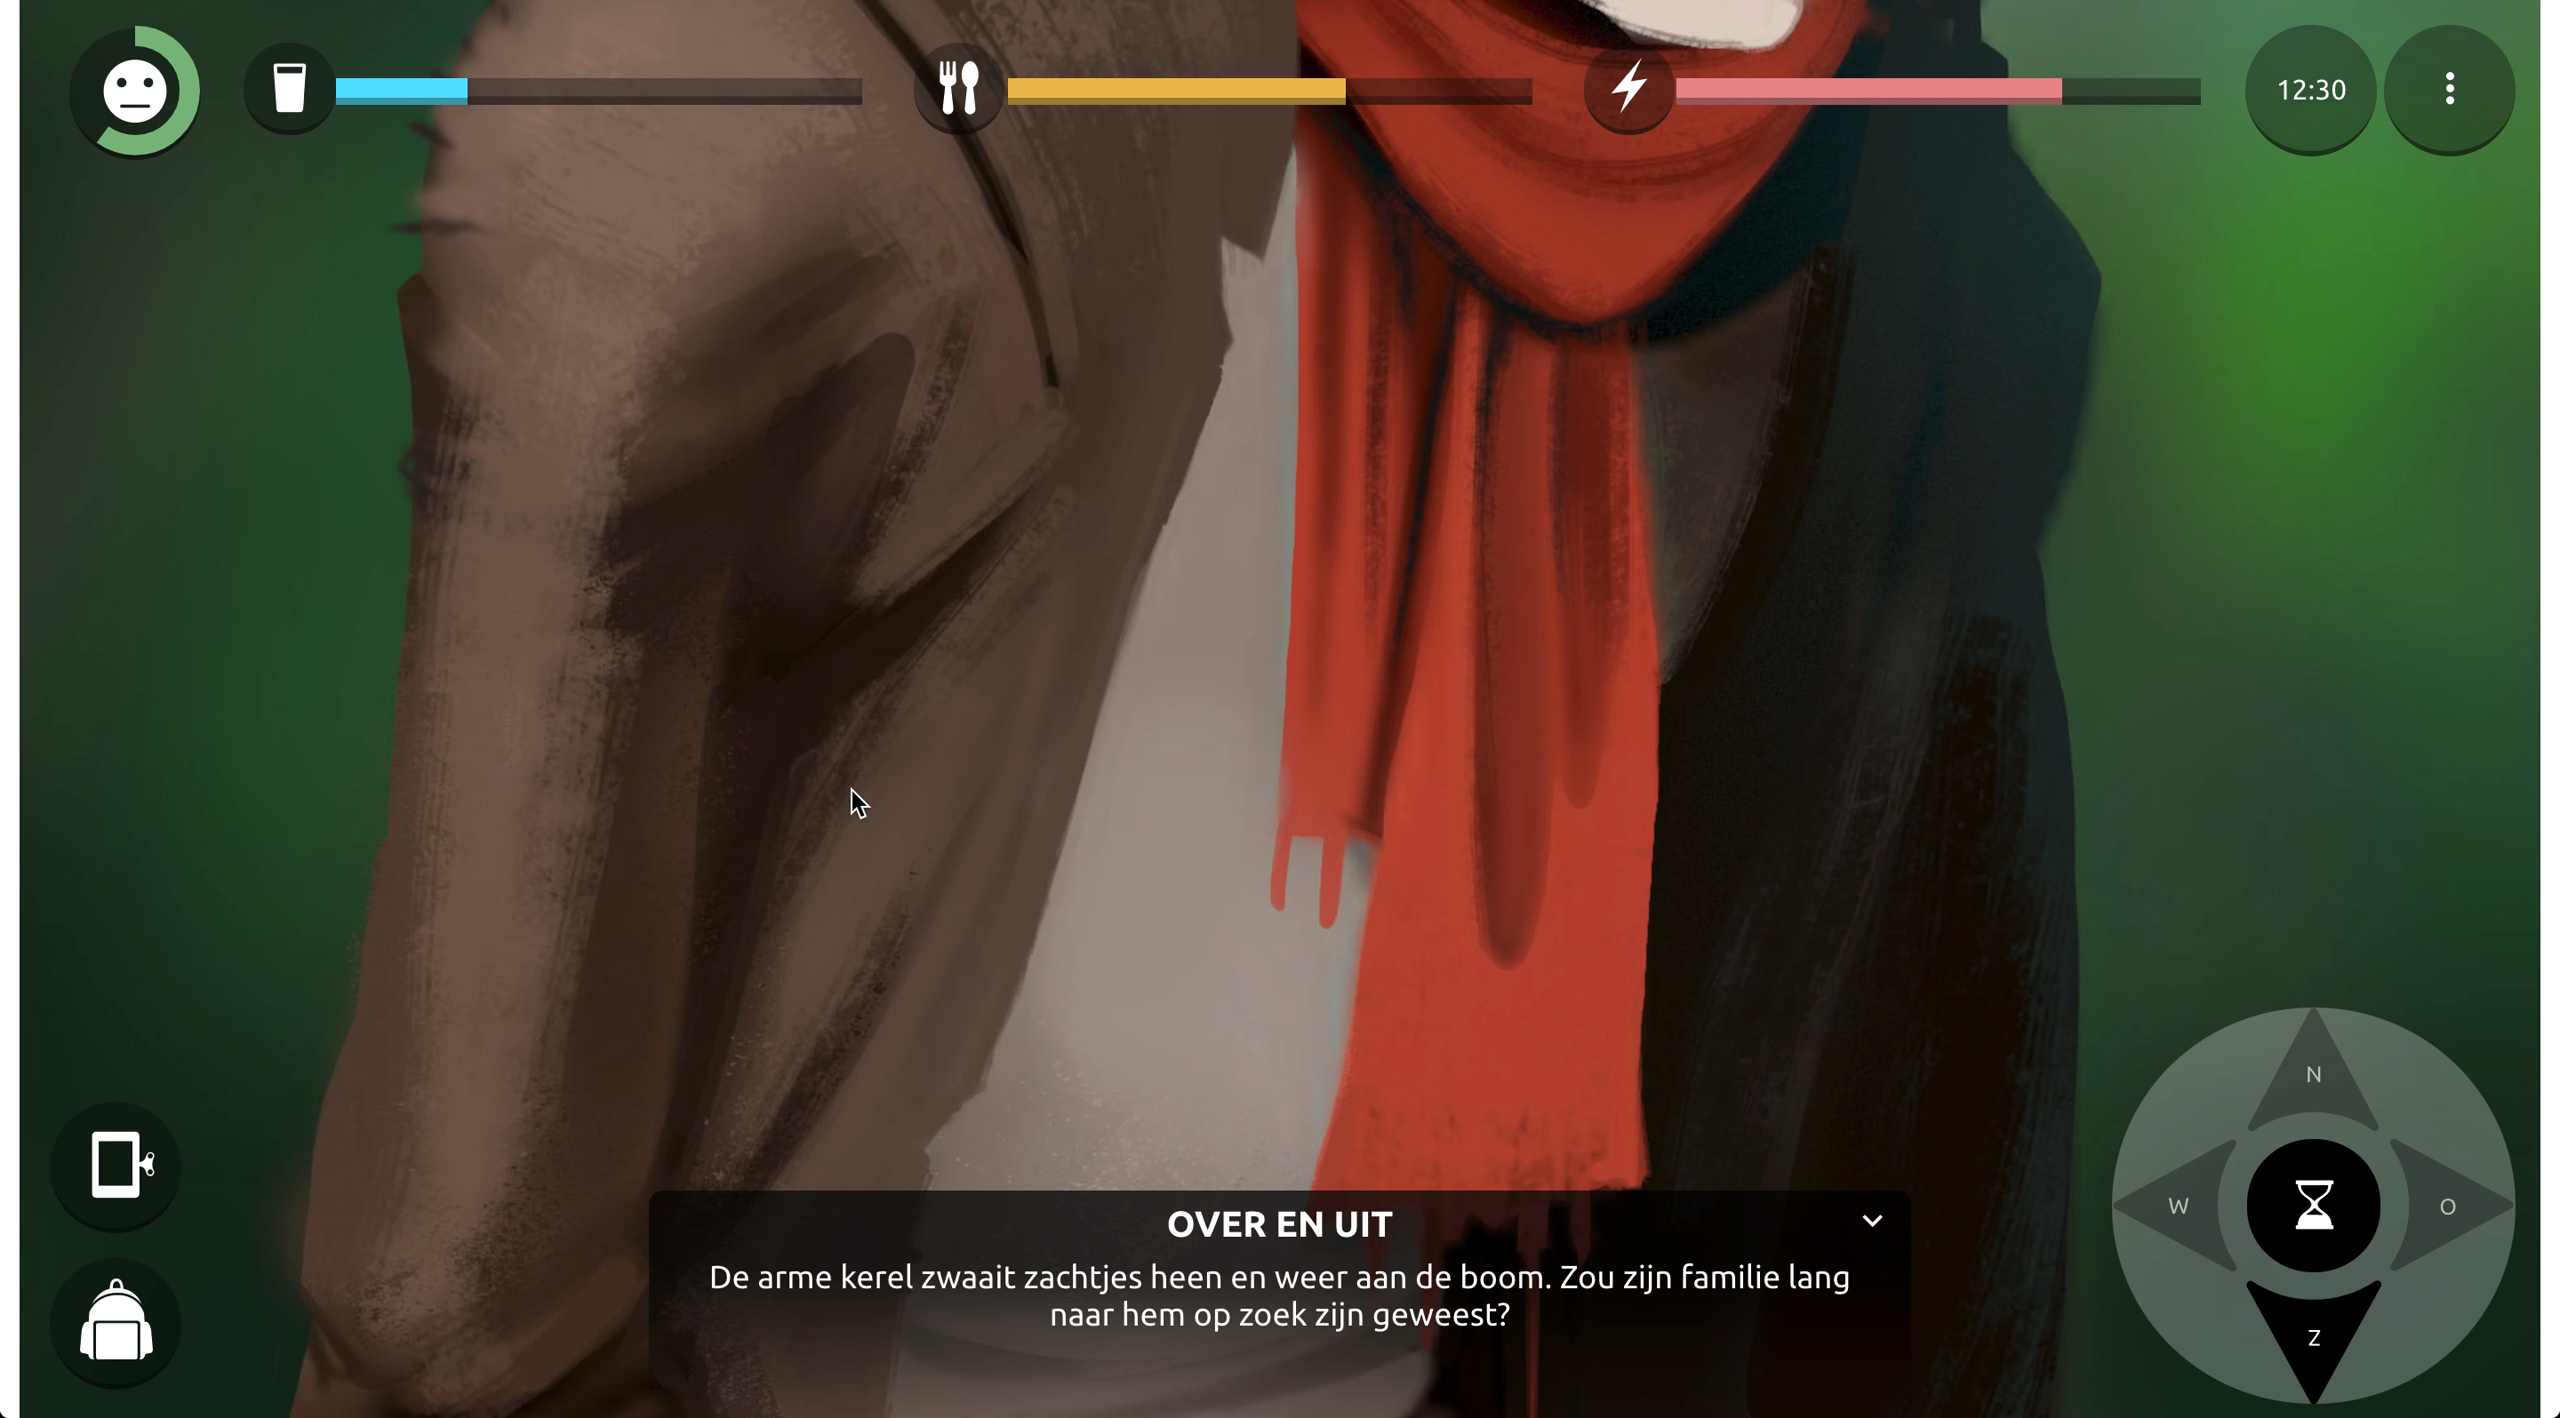 12:30
N
W
O
Z
OVER EN UIT
De arme kerel zwaait zachtjes heen en weer aan de boom. Zou zijn familie lang
naar hem op zoek zijn geweest?